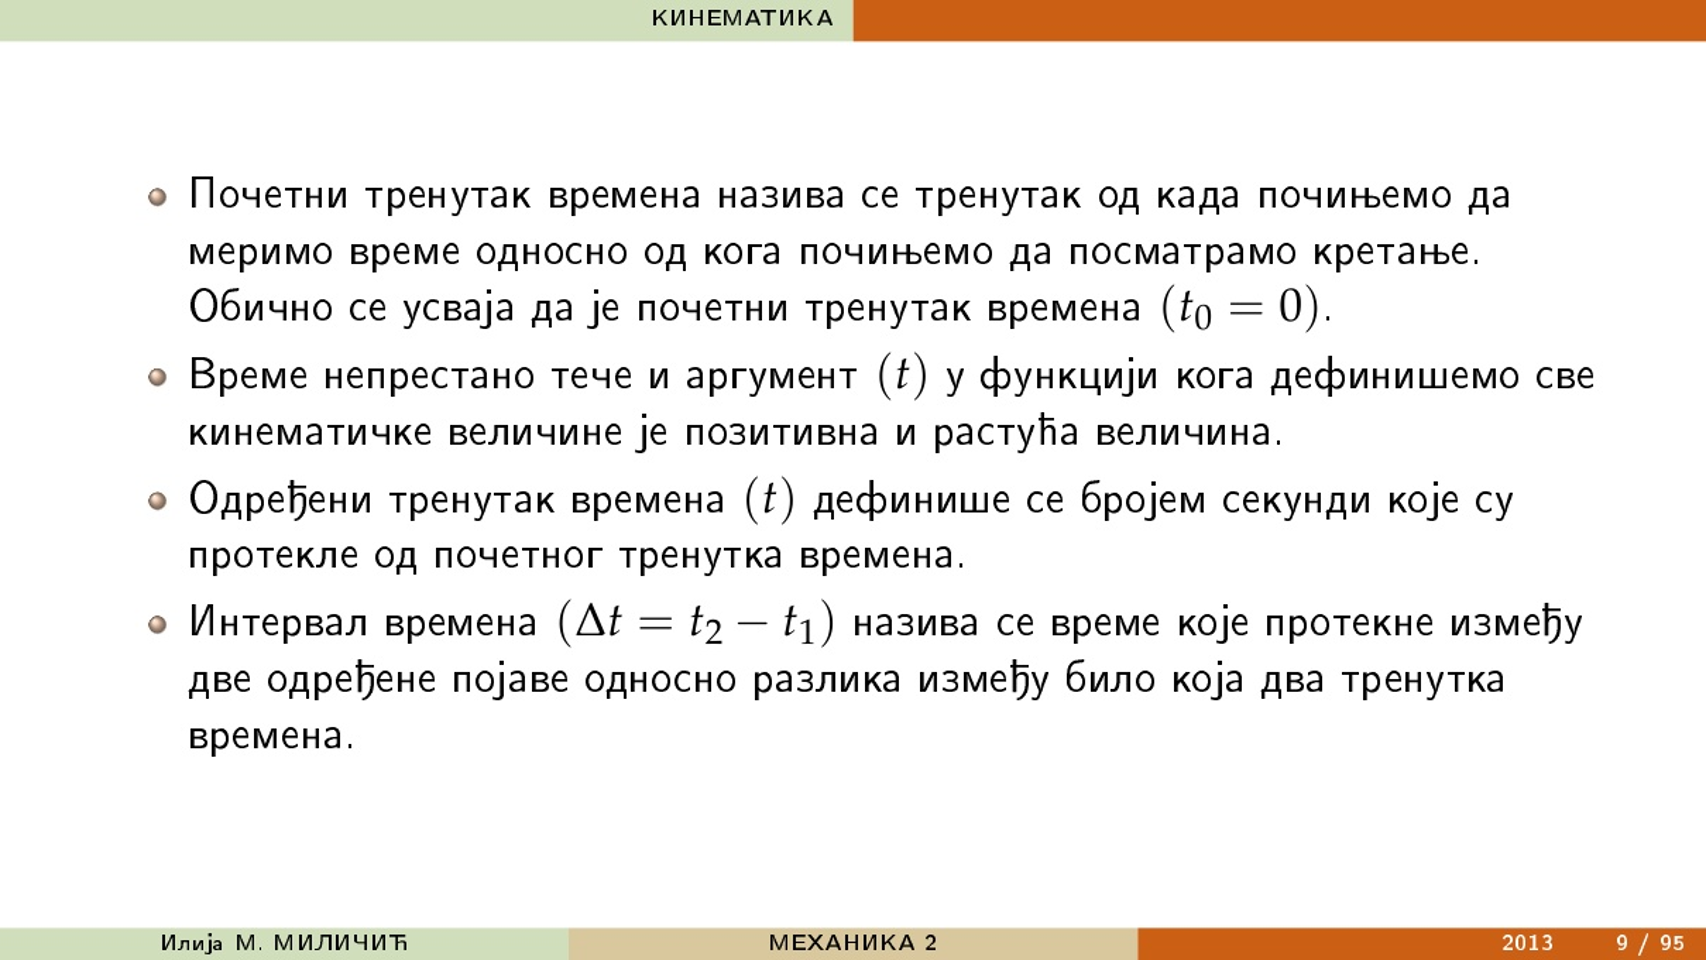 КИНЕМАТИКА
Почетни тренутак времена назива се тренутак од када почињемо да
меримо време односно од кога почињемо да посматрамо кретање.
Обично се усваја да је почетни тренутак времена (t₀ = 0).
Време непрестано тече и аргумент (t) у функцији кога дефинишемо све
кинематичке величине је позитивна и растућа величина.
Одређени тренутак времена (t) дефинише се бројем секунди које су
протекле од почетног тренутка времена.
Интервал времена (Δt = t₂ − t₁) назива се време које протекне између
две одређене појаве односно разлика између било која два тренутка
времена.
Илија М. МИЛИЧИЋ МЕХАНИКА 2 2013 9 / 95